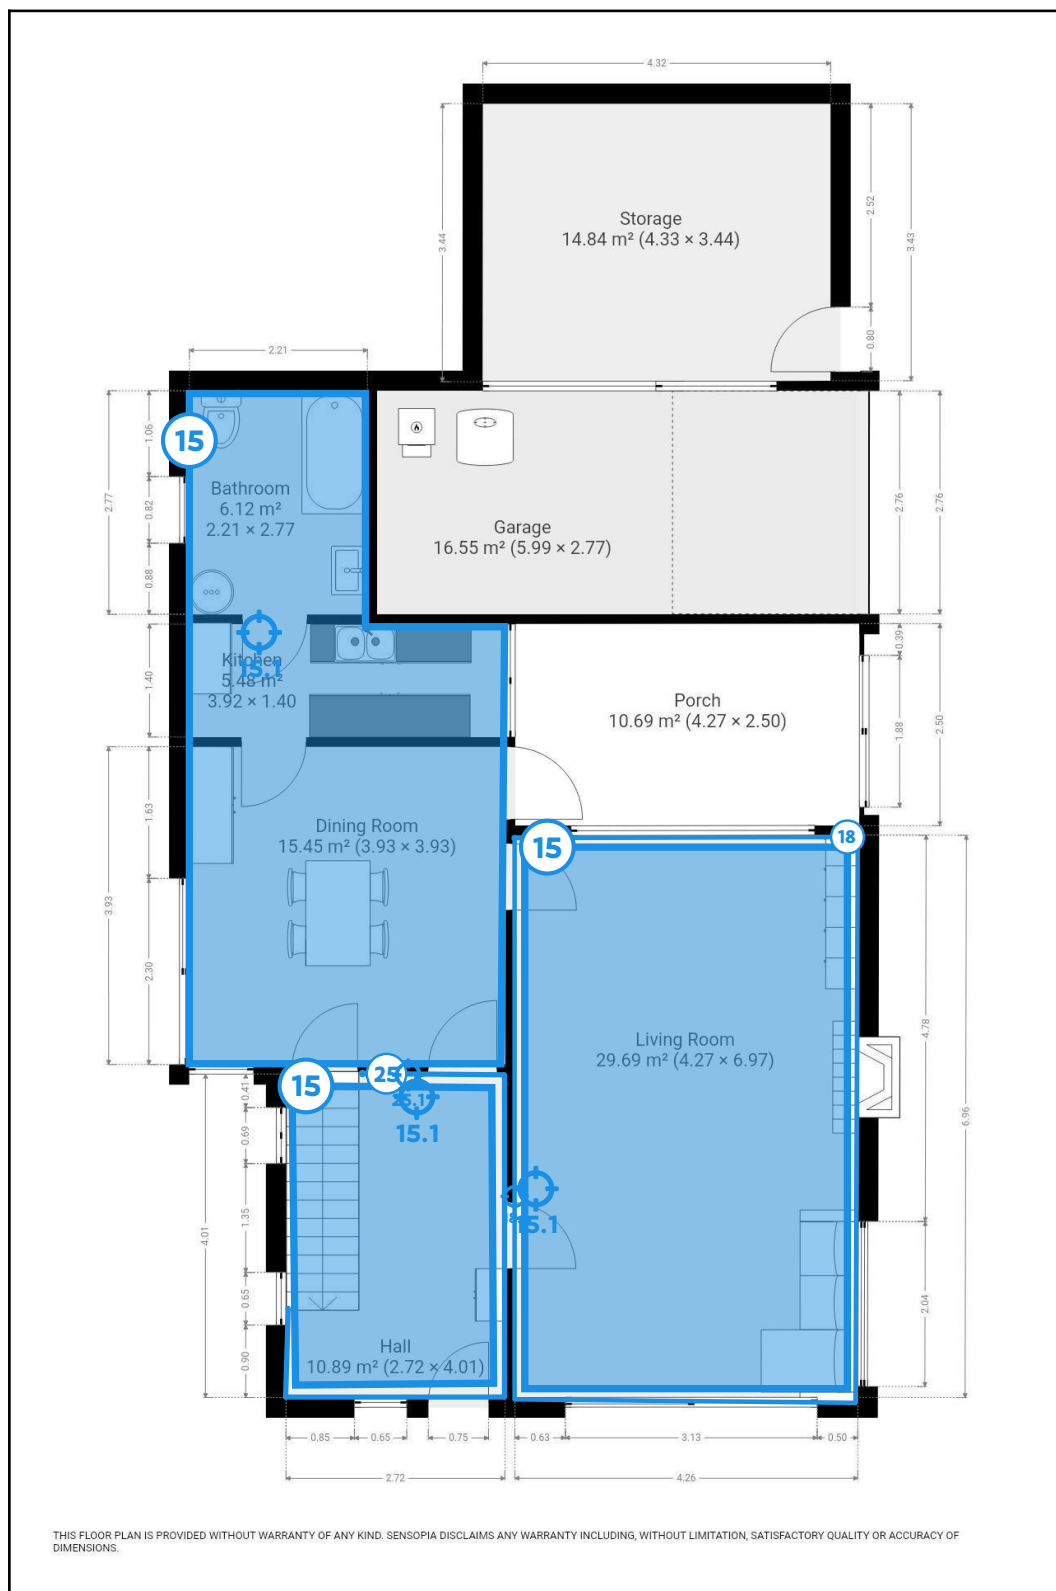 4.32
3.44
2.52
3.43
0.80
Storage
14.84 m² (4.33 × 3.44)
2.21
15
1.06
2.77
0.82
0.88
Bathroom
6.12 m²
2.21 × 2.77
Garage
16.55 m² (5.99 × 2.77)
2.76
2.76
0.39
1.40
Kitchen
15.1
5.48 m²
3.92 × 1.40
Porch
10.69 m² (4.27 × 2.50)
1.88
2.50
1.63
3.93
2.30
Dining Room
15.45 m² (3.93 × 3.93)
15
18
4.78
6.96
Living Room
29.69 m² (4.27 × 6.97)
15
25
25.1
15.1
0.41
0.69
1.35
4.01
0.65
0.90
15.1
2.04
Hall
10.89 m² (2.72 × 4.01)
0.85
0.65
0.75
0.63
3.13
0.50
2.72
4.26
THIS FLOOR PLAN IS PROVIDED WITHOUT WARRANTY OF ANY KIND. SENSOPIA DISCLAIMS ANY WARRANTY INCLUDING, WITHOUT LIMITATION, SATISFACTORY QUALITY OR ACCURACY OF
DIMENSIONS.